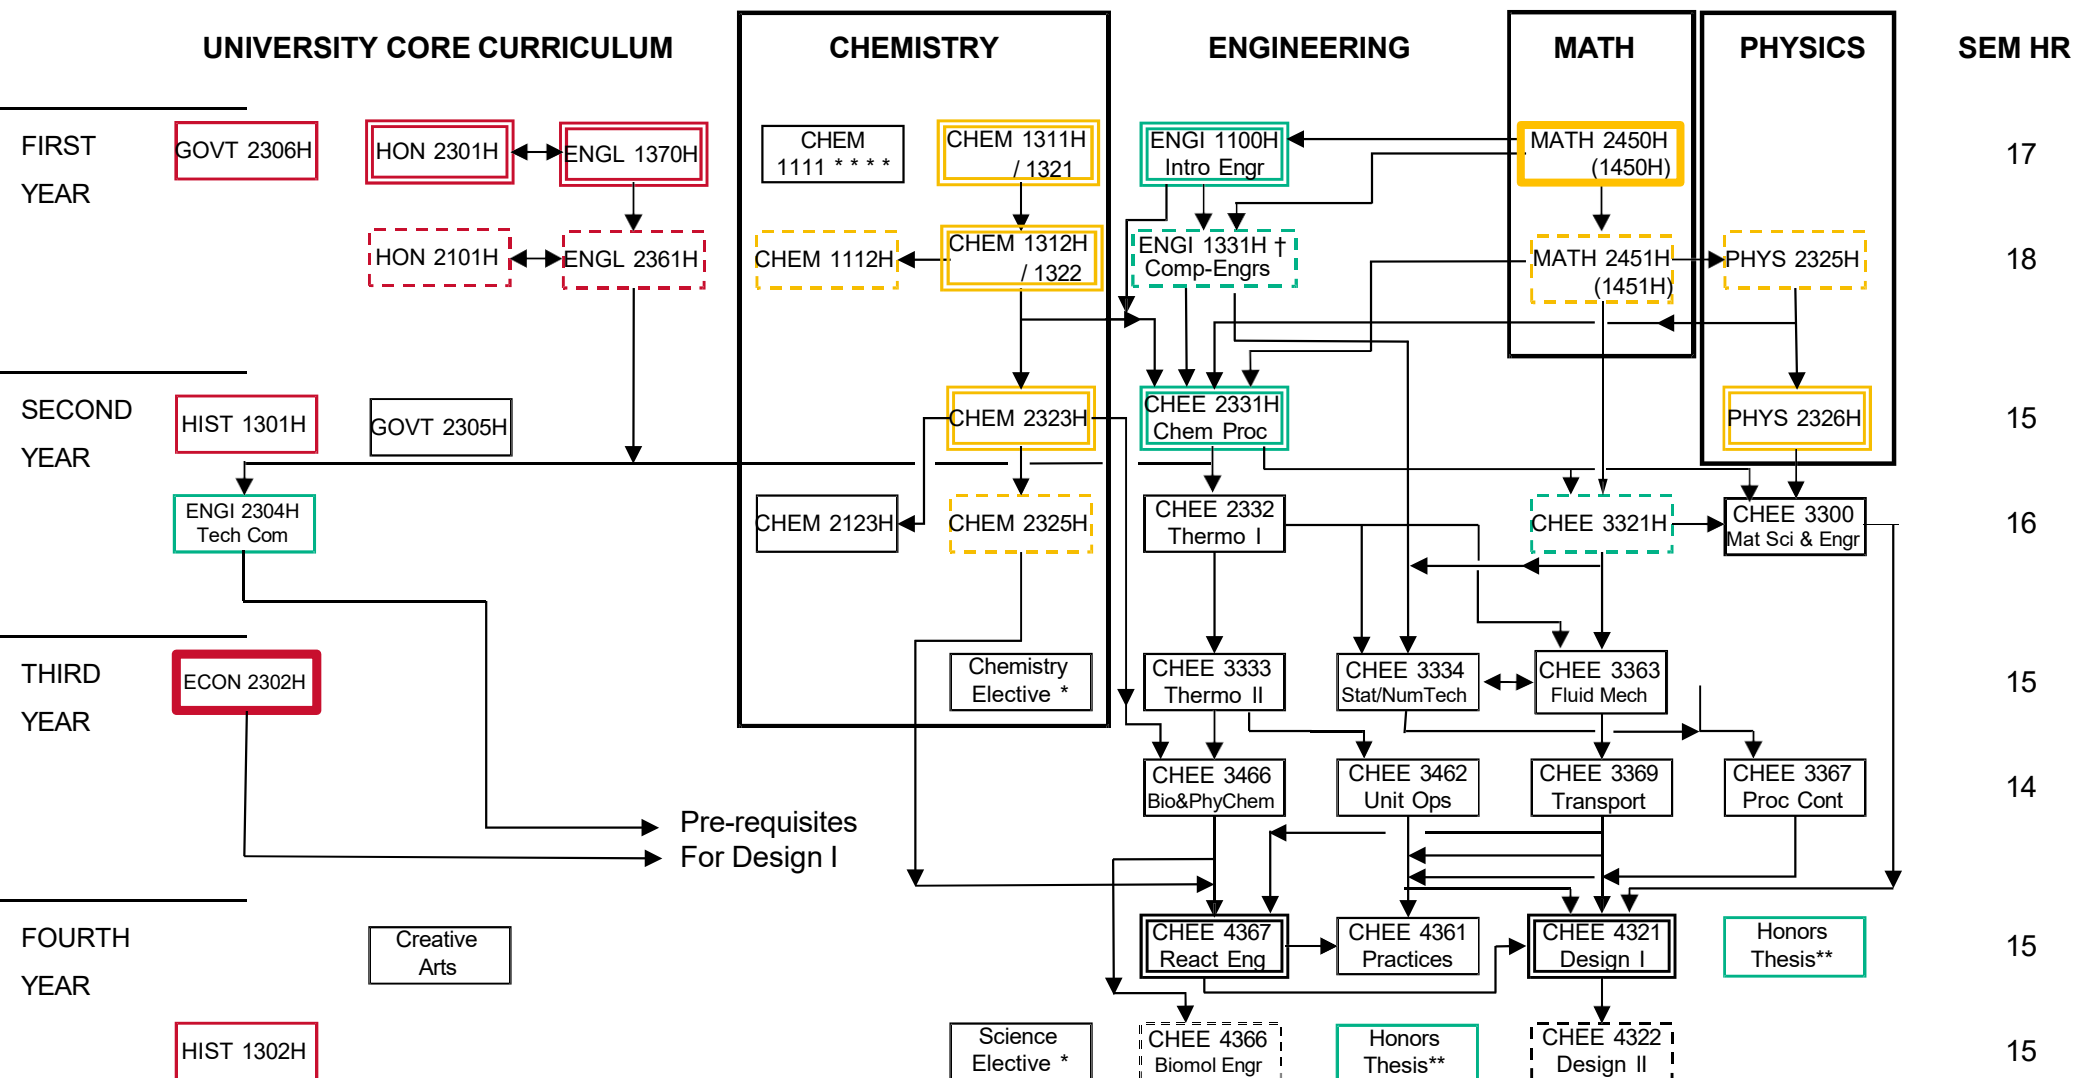 UNIVERSITY CORE CURRICULUM
CHEMISTRY
ENGINEERING
MATH
PHYSICS
SEM HR
FIRST
YEAR
GOVT 2306H
HON 2301H
ENGL 1370H
CHEM
1111 * * * *
CHEM 1311H
/ 1321
ENGI 1100H
Intro Engr
MATH 2450H
(1450H)
17
HON 2101H
ENGL 2361H
CHEM 1112H
CHEM 1312H
/ 1322
ENGI 1331H †
Comp-Engrs
MATH 2451H
(1451H)
PHYS 2325H
18
SECOND
YEAR
HIST 1301H
GOVT 2305H
CHEM 2323H
CHEE 2331H
Chem Proc
PHYS 2326H
15
ENGI 2304H
Tech Com
CHEM 2123H
CHEM 2325H
CHEE 2332
Thermo I
CHEE 3321H
CHEE 3300
Mat Sci & Engr
16
THIRD
YEAR
ECON 2302H
Chemistry
Elective *
CHEE 3333
Thermo II
CHEE 3334
Stat/NumTech
CHEE 3363
Fluid Mech
15
CHEE 3466
Bio&PhyChem
CHEE 3462
Unit Ops
CHEE 3369
Transport
CHEE 3367
Proc Cont
14
Pre-requisites
For Design I
FOURTH
YEAR
Creative
Arts
CHEE 4367
React Eng
CHEE 4361
Practices
CHEE 4321
Design I
Honors
Thesis**
15
HIST 1302H
Science
Elective *
CHEE 4366
Biomol Engr
Honors
Thesis**
CHEE 4322
Design II
15